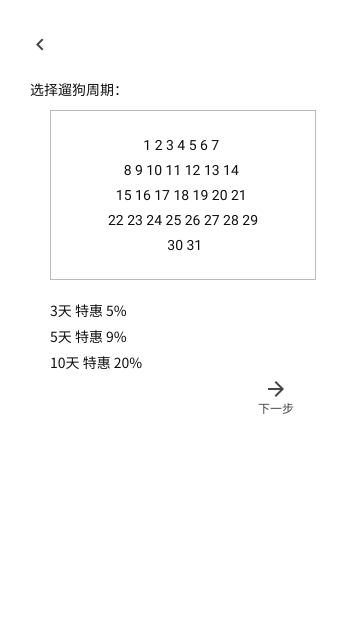 选择遛狗周期：
1 2 3 4 5 6 7
8 9 10 11 12 13 14
15 16 17 18 19 20 21
22 23 24 25 26 27 28 29
30 31
3天 特惠 5%
5天 特惠 9%
10天 特惠 20%
下一步